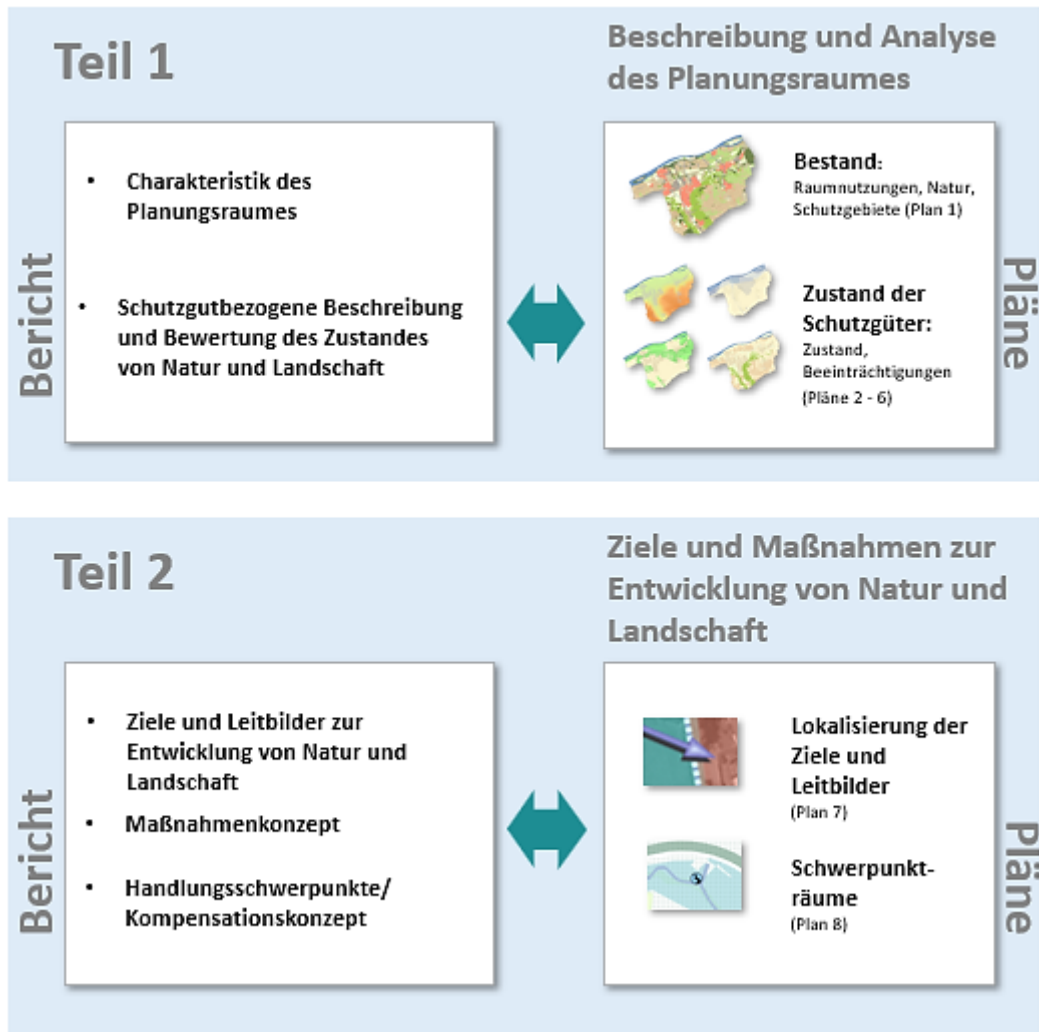 Teil 1
Beschreibung und Analyse
des Planungsraumes
Bericht
• Charakteristik des
Planungsraumes
• Schutzgutbezogene Beschreibung
und Bewertung des Zustandes
von Natur und Landschaft
Bestand:
Raumnutzungen, Natur,
Schutzgebiete (Plan 1)
Zustand der
Schutzgüter:
Zustand,
Beeinträchtigungen
(Pläne 2 - 6)
Pläne
Teil 2
Ziele und Maßnahmen zur
Entwicklung von Natur und
Landschaft
Bericht
• Ziele und Leitbilder zur
Entwicklung von Natur und
Landschaft
• Maßnahmenkonzept
• Handlungsschwerpunkte/
Kompensationskonzept
Lokalisierung der
Ziele und
Leitbilder
(Plan 7)
Schwerpunkt-
räume
(Plan 8)
Pläne